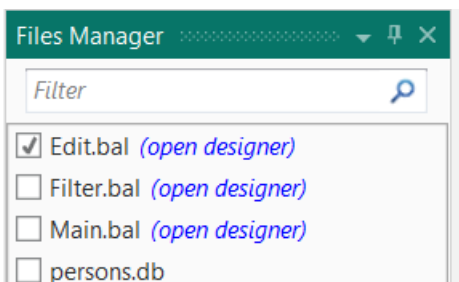 Files Manager
Filter
Edit.bal (open designer)
Filter.bal (open designer)
Main.bal (open designer)
persons.db